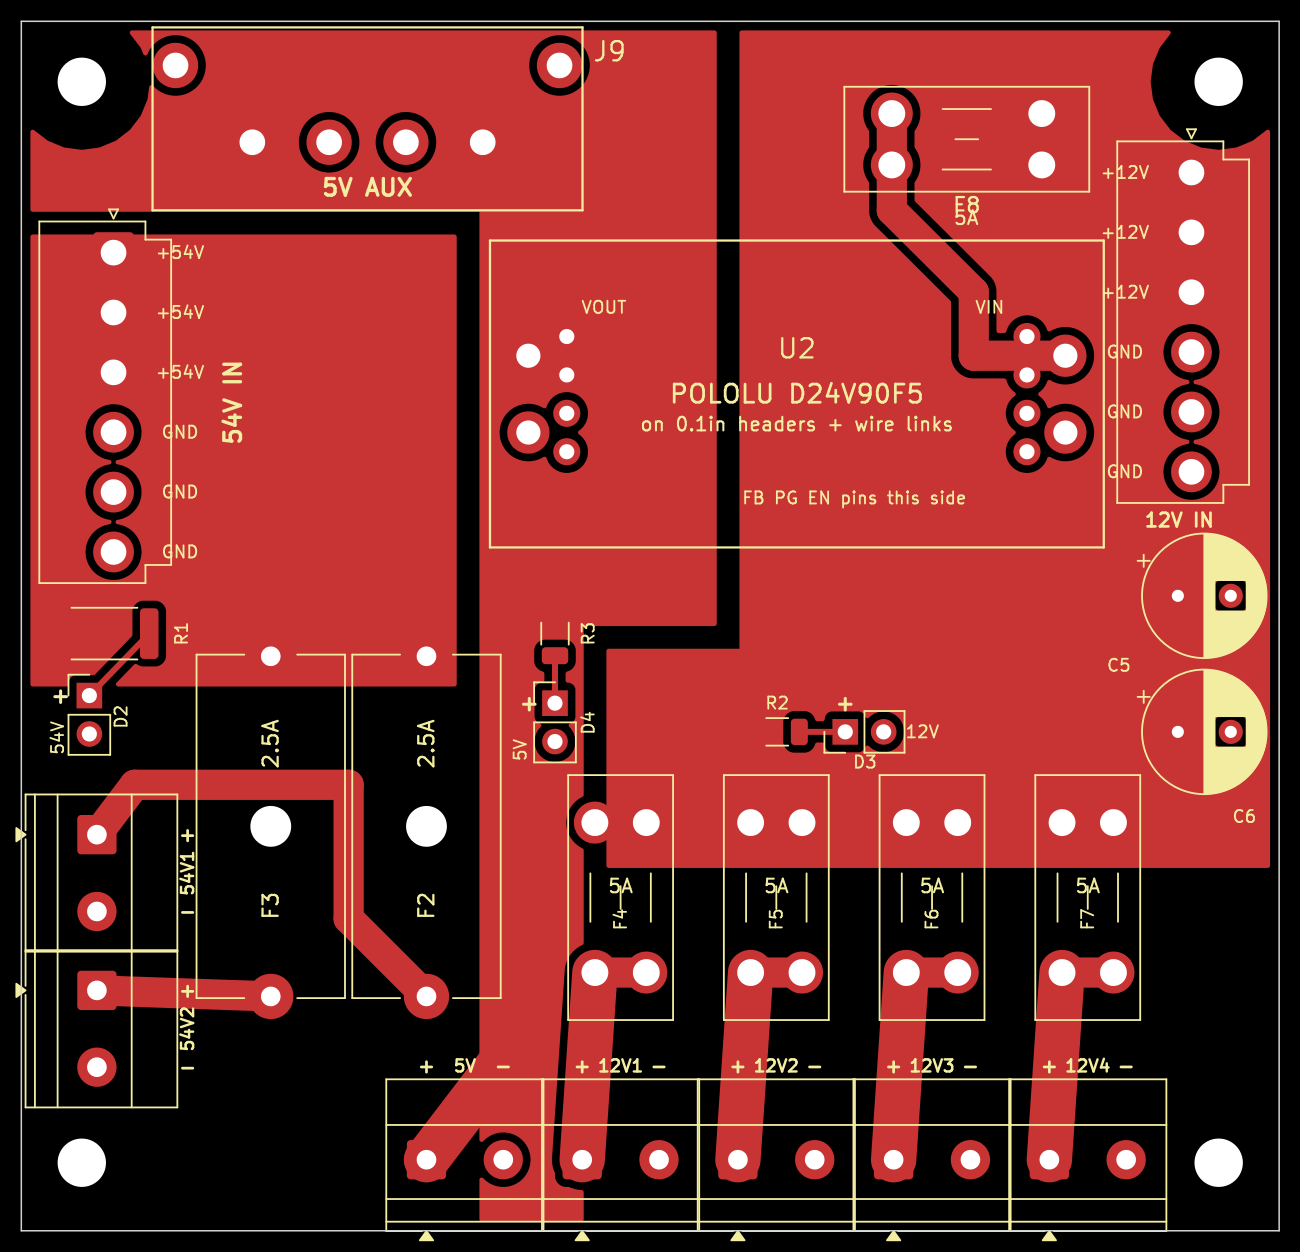 J9
5V AUX
E8
5A
+54V
+54V
+54V
GND
GND
GND
54V IN
+12V
+12V
+12V
GND
GND
GND
12V IN
VOUT
VIN
U2
POLOLU D24V90F5
on 0.1in headers + wire links
FB PG EN pins this side
R1
+
D2
54V
R3
+
D4
5V
R2
+
12V
D3
+
C5
+
C6
2.5A
2.5A
F3
F2
5A
F4
5A
F5
5A
F6
5A
F7
− 54V1 +
− 54V2 +
+ 5V −
+ 12V1 −
+ 12V2 −
+ 12V3 −
+ 12V4 −